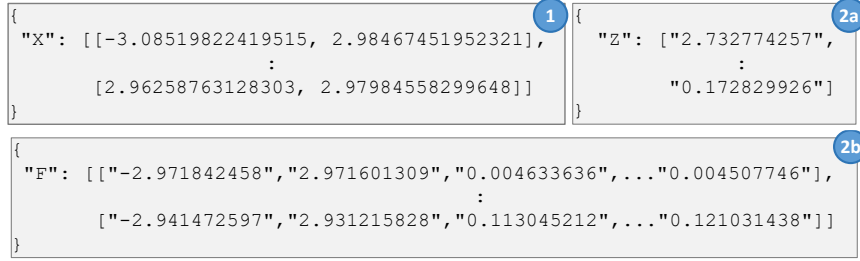 1
{
"X": [[-3.08519822419515, 2.98467451952321],
:
[2.96258763128303, 2.97984558299648]]
}
2a
{
"Z": ["2.732774257",
:
"0.172829926"]
}
2b
{
"F": [["-2.971842458","2.971601309","0.004633636",..."0.004507746"],
:
["-2.941472597","2.931215828","0.113045212",..."0.121031438"]]
}